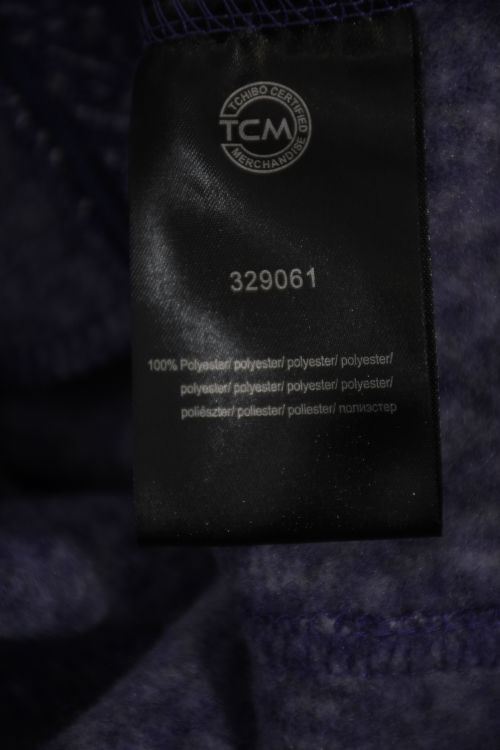 TCHIBO CERTIFIED
TCM
MERCHANDISE
329061
100% Polyester/ polyester/ polyester/ polyester/
polyester/ polyester/ polyester/ polyester/
poliészter/ poliester/ poliester/ полиэстер